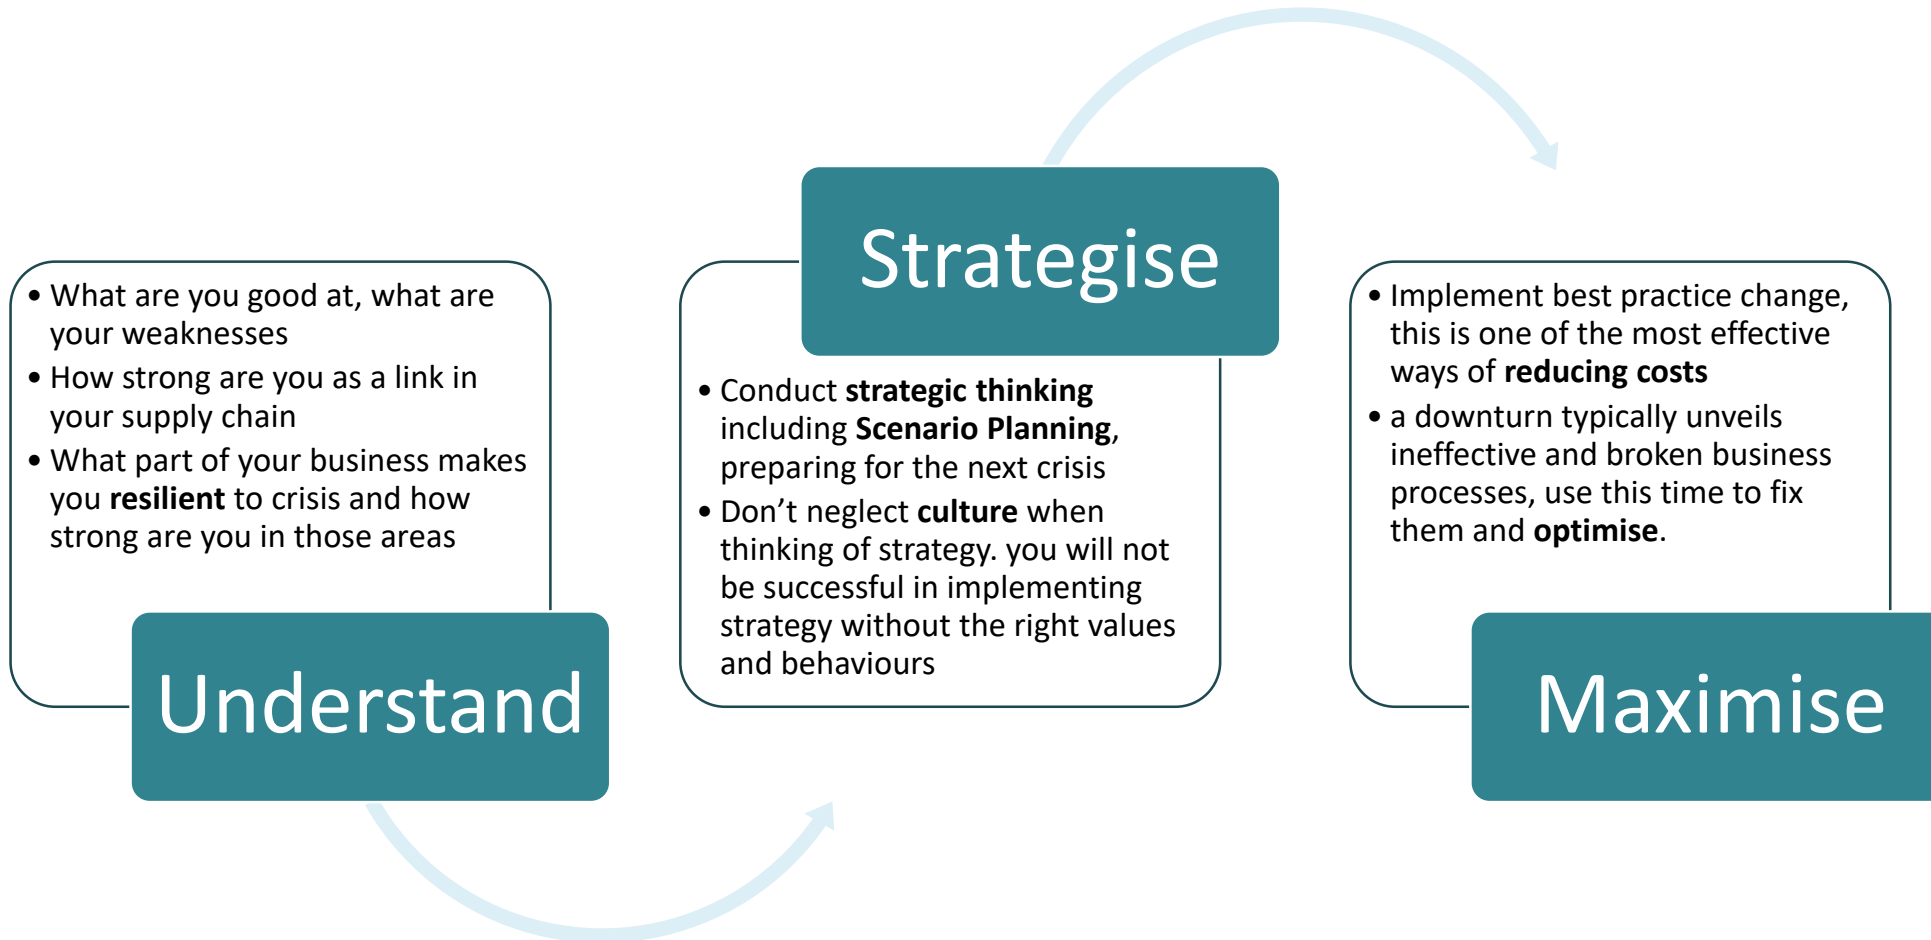 • What are you good at, what are
your weaknesses
• How strong are you as a link in
your supply chain
• What part of your business makes
you resilient to crisis and how
strong are you in those areas
Understand
Strategise
• Conduct strategic thinking
including Scenario Planning,
preparing for the next crisis
• Don’t neglect culture when
thinking of strategy. you will not
be successful in implementing
strategy without the right values
and behaviours
• Implement best practice change,
this is one of the most effective
ways of reducing costs
• a downturn typically unveils
ineffective and broken business
processes, use this time to fix
them and optimise.
Maximise